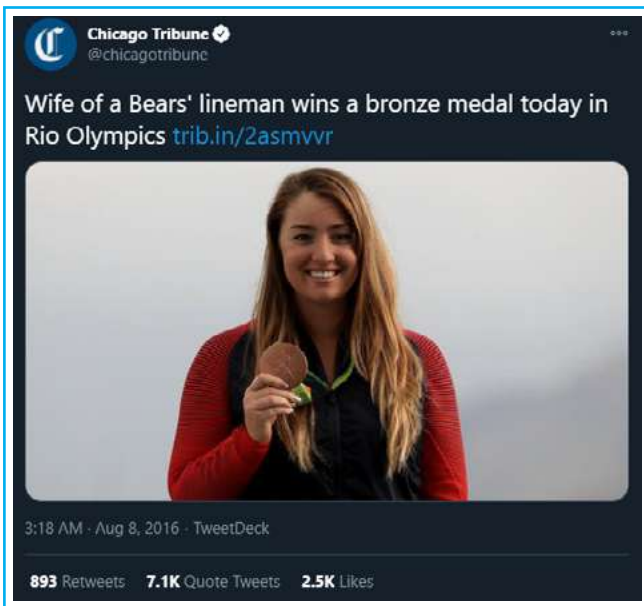 Chicago Tribune
@chicagotribune
Wife of a Bears' lineman wins a bronze medal today in
Rio Olympics trib.in/2asmvvr
3:18 AM · Aug 8, 2016 · TweetDeck
893 Retweets 7.1K Quote Tweets 2.5K Likes